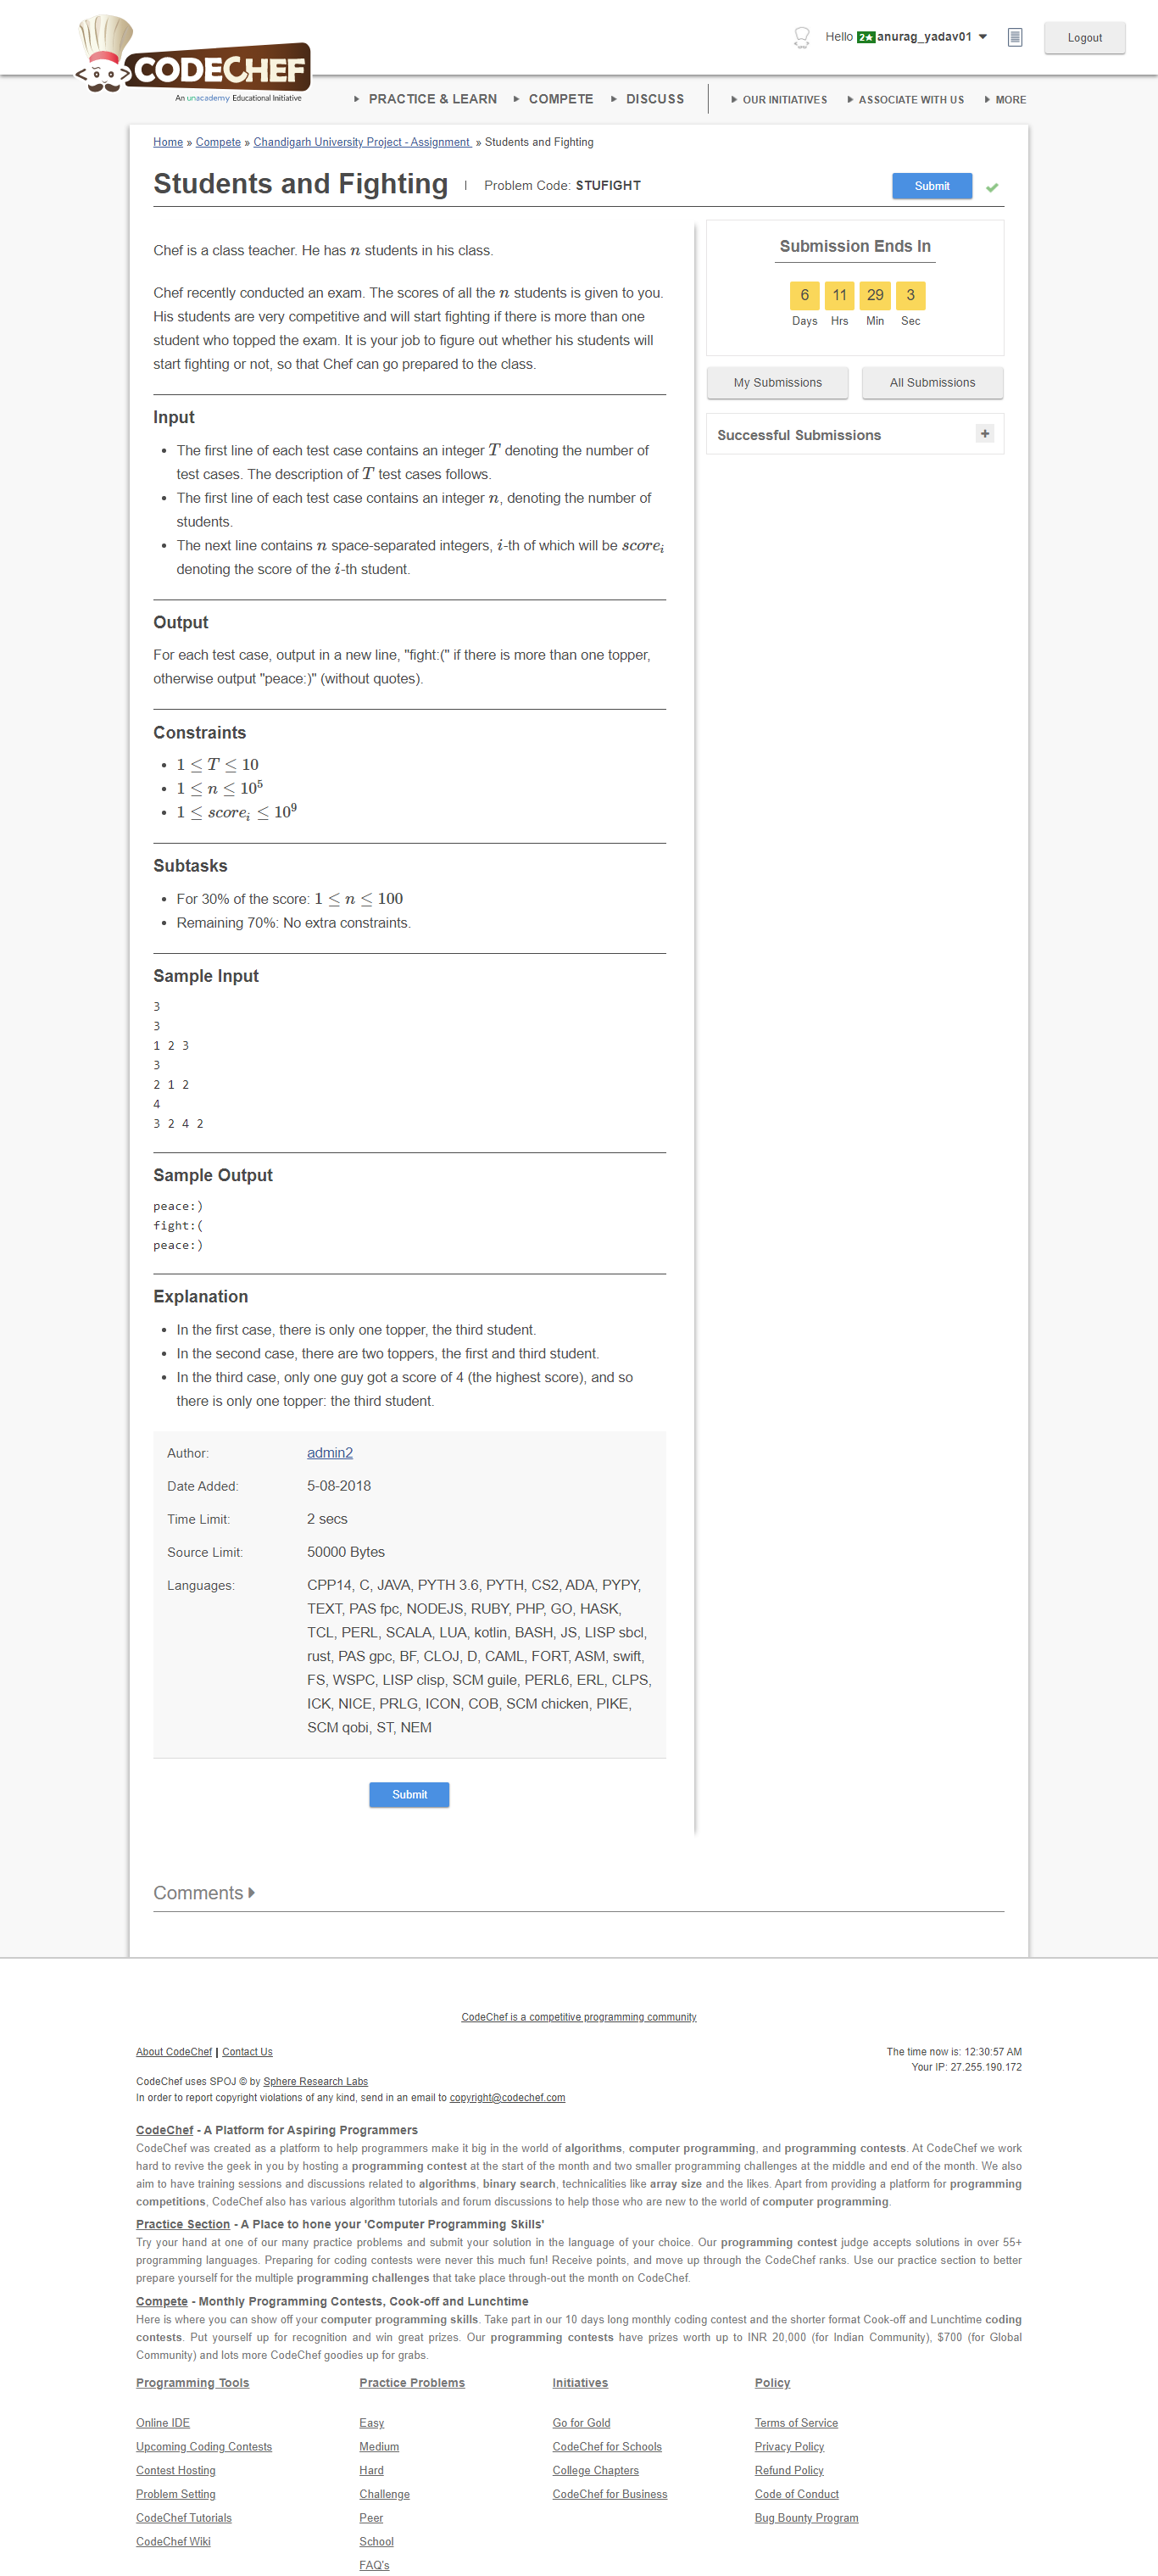 CODECHEF
An unacademy Educational Initiative
Hello 2★ anurag_yadav01
Logout
PRACTICE & LEARN COMPETE DISCUSS OUR INITIATIVES ASSOCIATE WITH US MORE
Home » Compete » Chandigarh University Project - Assignment » Students and Fighting
Students and Fighting | Problem Code: STUFIGHT
Submit
Chef is a class teacher. He has n students in his class.
Chef recently conducted an exam. The scores of all the n students is given to you.
His students are very competitive and will start fighting if there is more than one
student who topped the exam. It is your job to figure out whether his students will
start fighting or not, so that Chef can go prepared to the class.
Input
• The first line of each test case contains an integer T denoting the number of
test cases. The description of T test cases follows.
• The first line of each test case contains an integer n, denoting the number of
students.
• The next line contains n space-separated integers, i-th of which will be score_i
denoting the score of the i-th student.
Output
For each test case, output in a new line, "fight:(" if there is more than one topper,
otherwise output "peace:)" (without quotes).
Constraints
• 1 ≤ T ≤ 10
• 1 ≤ n ≤ 10^5
• 1 ≤ score_i ≤ 10^9
Subtasks
• For 30% of the score: 1 ≤ n ≤ 100
• Remaining 70%: No extra constraints.
Sample Input
3
3
1 2 3
3
2 1 2
4
3 2 4 2
Sample Output
peace:)
fight:(
peace:)
Explanation
• In the first case, there is only one topper, the third student.
• In the second case, there are two toppers, the first and third student.
• In the third case, only one guy got a score of 4 (the highest score), and so
there is only one topper: the third student.
Author: admin2
Date Added: 5-08-2018
Time Limit: 2 secs
Source Limit: 50000 Bytes
Languages: CPP14, C, JAVA, PYTH 3.6, PYTH, CS2, ADA, PYPY,
TEXT, PAS fpc, NODEJS, RUBY, PHP, GO, HASK,
TCL, PERL, SCALA, LUA, kotlin, BASH, JS, LISP sbcl,
rust, PAS gpc, BF, CLOJ, D, CAML, FORT, ASM, swift,
FS, WSPC, LISP clisp, SCM guile, PERL6, ERL, CLPS,
ICK, NICE, PRLG, ICON, COB, SCM chicken, PIKE,
SCM qobi, ST, NEM
Submit
Submission Ends In
6 11 29 3
Days Hrs Min Sec
My Submissions All Submissions
Successful Submissions +
Comments
CodeChef is a competitive programming community
About CodeChef | Contact Us
The time now is: 12:30:57 AM
Your IP: 27.255.190.172
CodeChef uses SPOJ © by Sphere Research Labs
In order to report copyright violations of any kind, send in an email to copyright@codechef.com
CodeChef - A Platform for Aspiring Programmers
CodeChef was created as a platform to help programmers make it big in the world of algorithms, computer programming, and programming contests. At CodeChef we work
hard to revive the geek in you by hosting a programming contest at the start of the month and two smaller programming challenges at the middle and end of the month. We also
aim to have training sessions and discussions related to algorithms, binary search, technicalities like array size and the likes. Apart from providing a platform for programming
competitions, CodeChef also has various algorithm tutorials and forum discussions to help those who are new to the world of computer programming.
Practice Section - A Place to hone your 'Computer Programming Skills'
Try your hand at one of our many practice problems and submit your solution in the language of your choice. Our programming contest judge accepts solutions in over 55+
programming languages. Preparing for coding contests were never this much fun! Receive points, and move up through the CodeChef ranks. Use our practice section to better
prepare yourself for the multiple programming challenges that take place through-out the month on CodeChef.
Compete - Monthly Programming Contests, Cook-off and Lunchtime
Here is where you can show off your computer programming skills. Take part in our 10 days long monthly coding contest and the shorter format Cook-off and Lunchtime coding
contests. Put yourself up for recognition and win great prizes. Our programming contests have prizes worth up to INR 20,000 (for Indian Community), $700 (for Global
Community) and lots more CodeChef goodies up for grabs.
Programming Tools
Online IDE
Upcoming Coding Contests
Contest Hosting
Problem Setting
CodeChef Tutorials
CodeChef Wiki
Practice Problems
Easy
Medium
Hard
Challenge
Peer
School
FAQ's
Initiatives
Go for Gold
CodeChef for Schools
College Chapters
CodeChef for Business
Policy
Terms of Service
Privacy Policy
Refund Policy
Code of Conduct
Bug Bounty Program